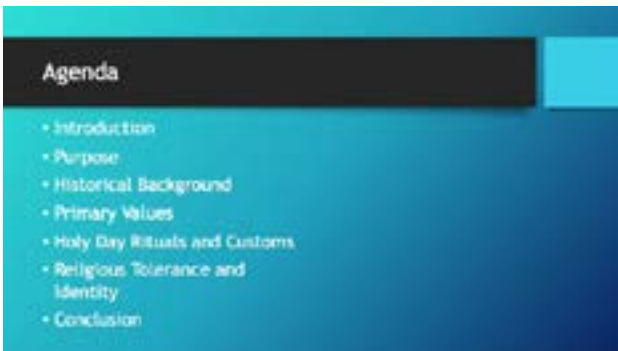 Agenda
• Introduction
• Purpose
• Historical Background
• Primary Values
• Holy Day Rituals and Customs
• Religious Tolerance and
Identity
• Conclusion